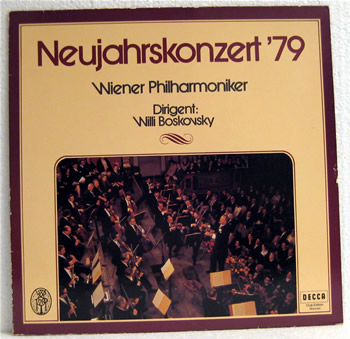 Neujahrskonzert '79
Wiener Philharmoniker
Dirigent:
Willi Boskovsky
DECCA